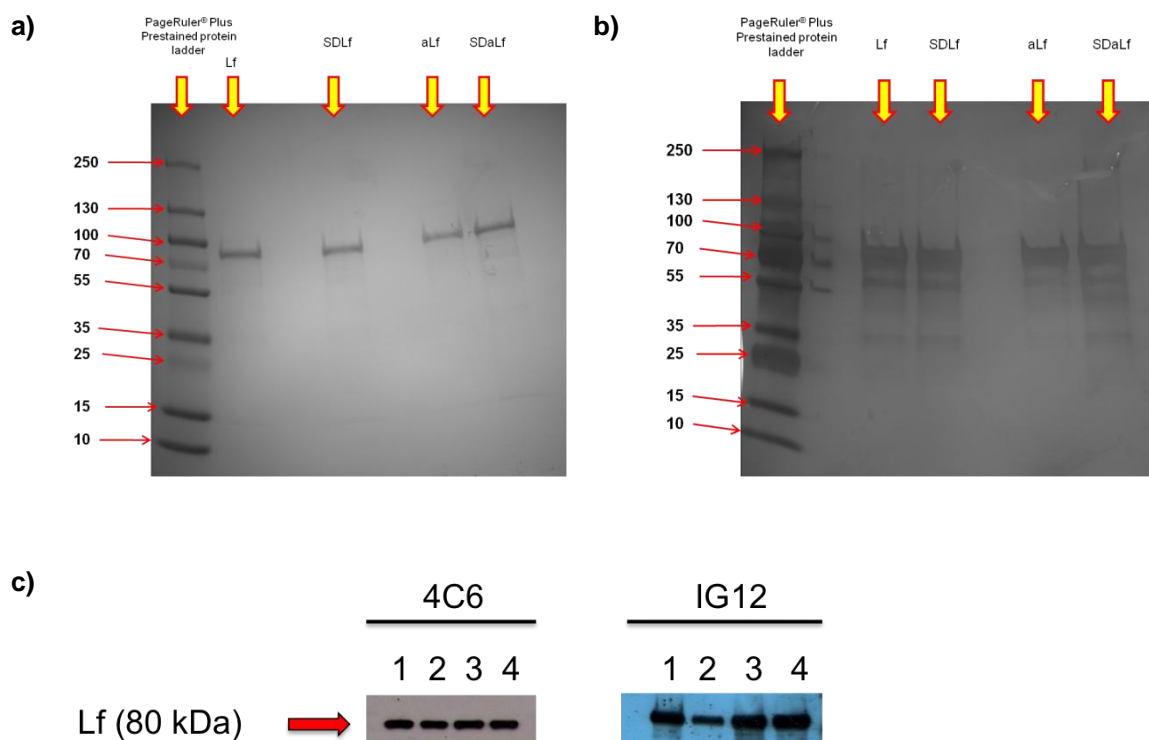 a)
PageRuler® Plus
Prestained protein
ladder
Lf
SDLf
aLf
SDaLf
250
130
100
70
55
35
25
15
10
b)
PageRuler® Plus
Prestained protein
ladder
Lf
SDLf
aLf
SDaLf
250
130
100
70
55
35
25
15
10
c)
4C6
IG12
1 2 3 4
1 2 3 4
Lf (80 kDa)